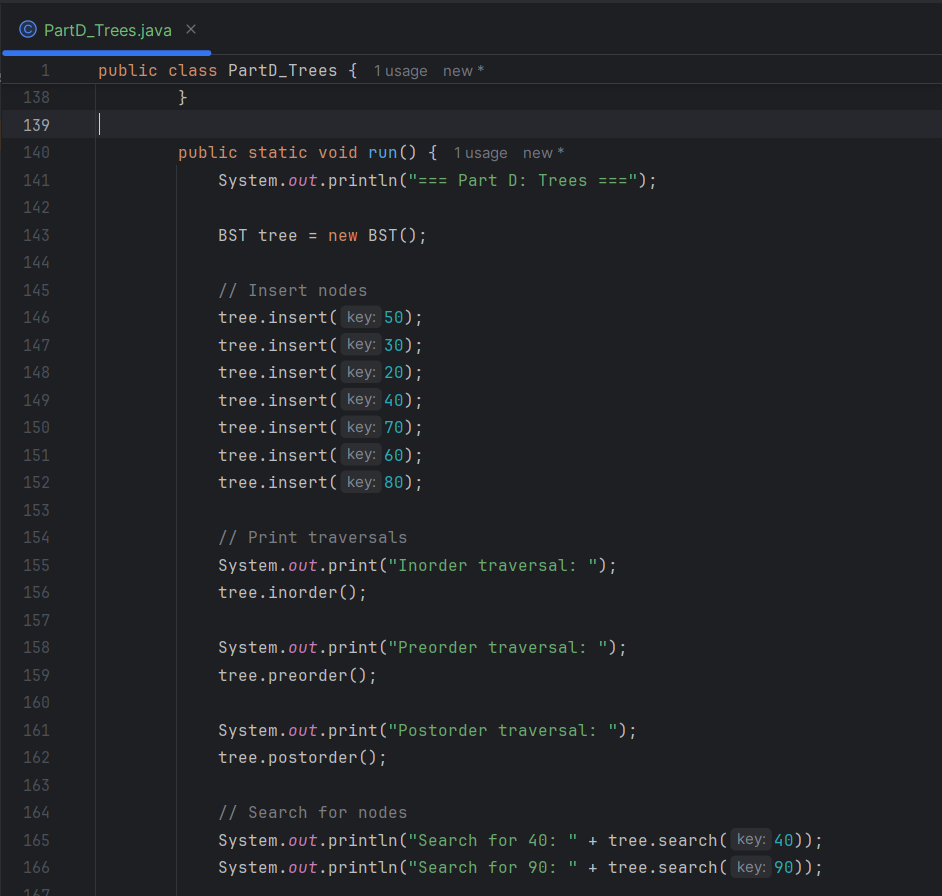 PartD_Trees.java
1 public class PartD_Trees { 1 usage new *
138 }
139
140 public static void run() { 1 usage new *
141 System.out.println("=== Part D: Trees ===");
142
143 BST tree = new BST();
144
145 // Insert nodes
146 tree.insert( key: 50);
147 tree.insert( key: 30);
148 tree.insert( key: 20);
149 tree.insert( key: 40);
150 tree.insert( key: 70);
151 tree.insert( key: 60);
152 tree.insert( key: 80);
153
154 // Print traversals
155 System.out.print("Inorder traversal: ");
156 tree.inorder();
157
158 System.out.print("Preorder traversal: ");
159 tree.preorder();
160
161 System.out.print("Postorder traversal: ");
162 tree.postorder();
163
164 // Search for nodes
165 System.out.println("Search for 40: " + tree.search( key: 40));
166 System.out.println("Search for 90: " + tree.search( key: 90));
167